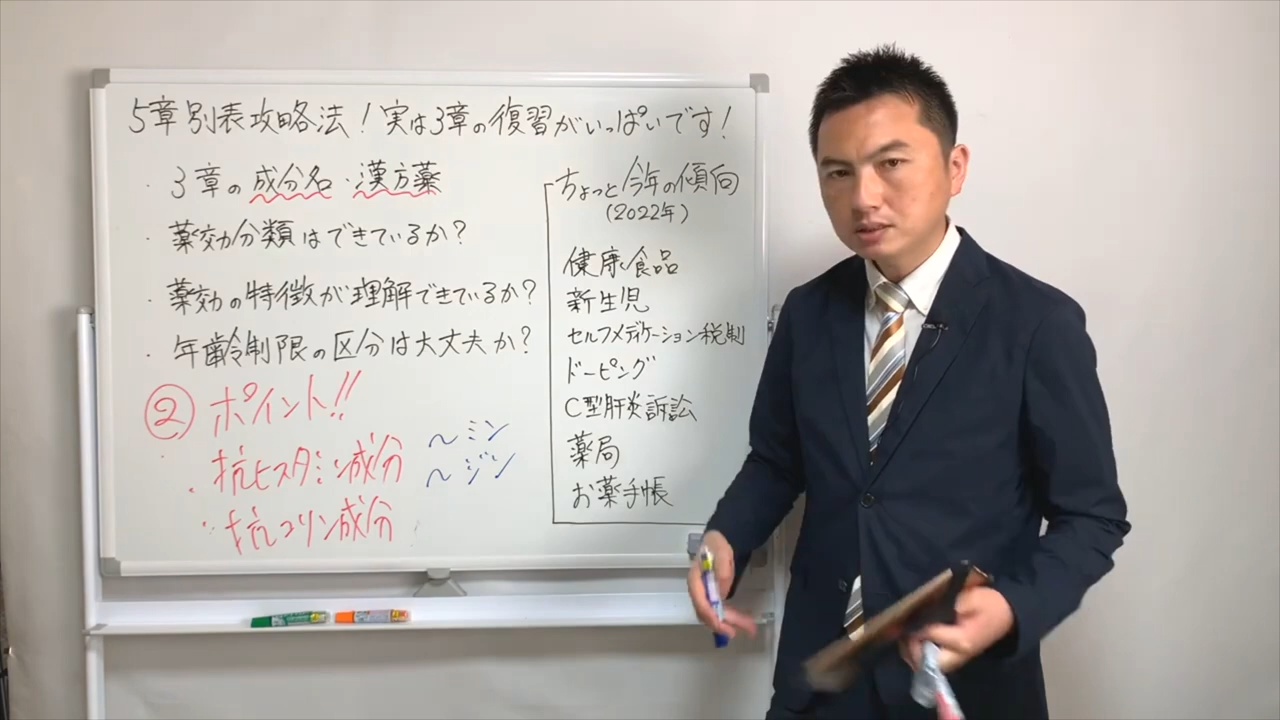 5章別表攻略法!実は3章の復習がいっぱいです!
・3章の成分名・漢方薬
・薬効分類はできているか?
・薬効の特徴が理解できているか?
・年齢制限の区分は大丈夫か?
② ポイント!!
・抗ヒスタミン成分
〜ミン
〜ジン
・抗コリン成分
ちょっと今年の傾向
(2022年)
健康食品
新生児
セルフメディケーション税制
ドーピング
C型肝炎訴訟
薬局
お薬手帳